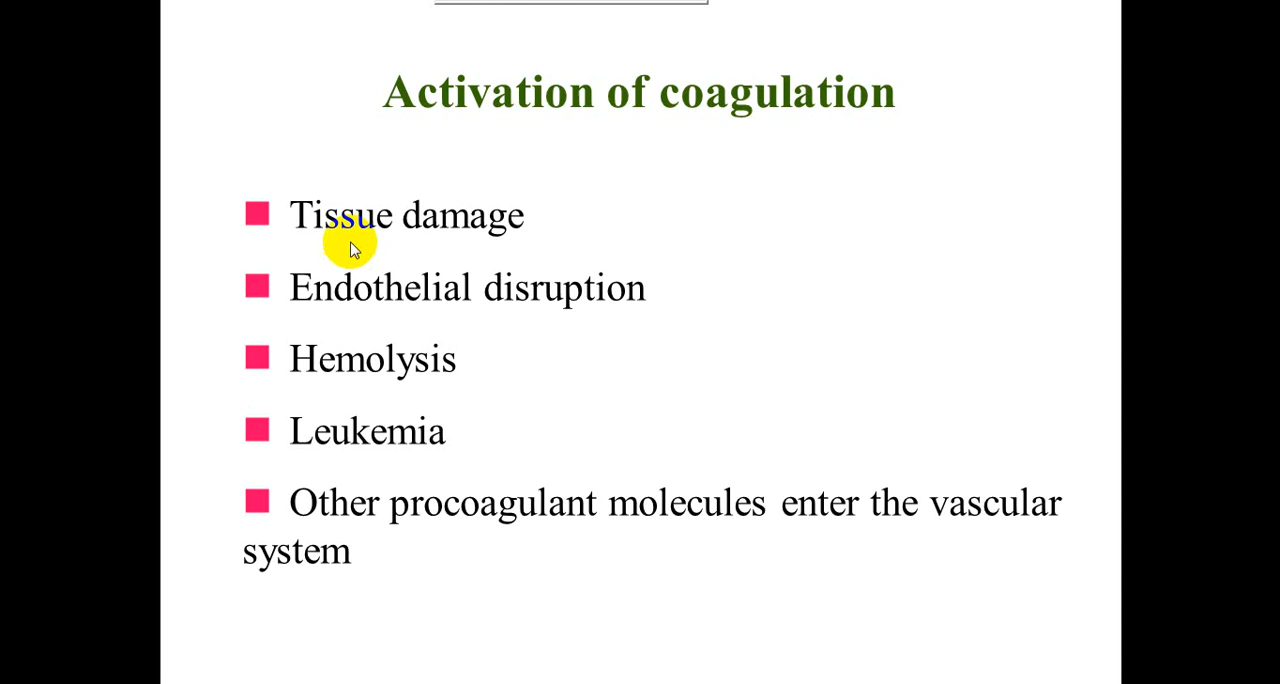 Activation of coagulation
Tissue damage
Endothelial disruption
Hemolysis
Leukemia
Other procoagulant molecules enter the vascular
system